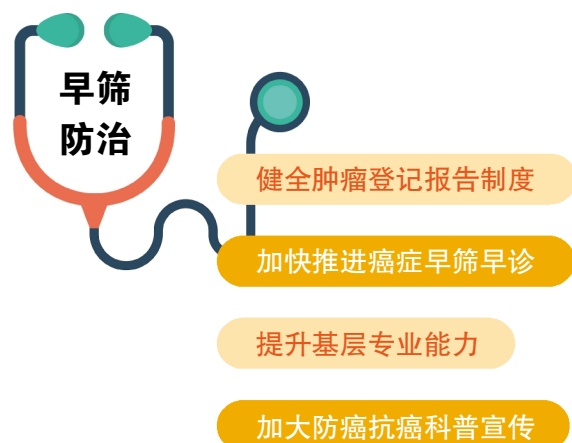 早筛
防治
健全肿瘤登记报告制度
加快推进癌症早筛早诊
提升基层专业能力
加大防癌抗癌科普宣传